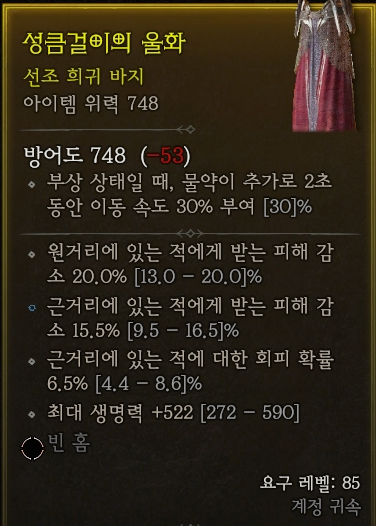 성큼걸이의 울화
선조 희귀 바지
아이템 위력 748
방어도 748 (-53)
부상 상태일 때, 물약이 추가로 2초
동안 이동 속도 30% 부여 [30]%
원거리에 있는 적에게 받는 피해 감
소 20.0% [13.0 - 20.0]%
근거리에 있는 적에게 받는 피해 감
소 15.5% [9.5 - 16.5]%
근거리에 있는 적에 대한 회피 확률
6.5% [4.4 - 8.6]%
최대 생명력 +522 [272 - 590]
빈 홈
요구 레벨: 85
계정 귀속